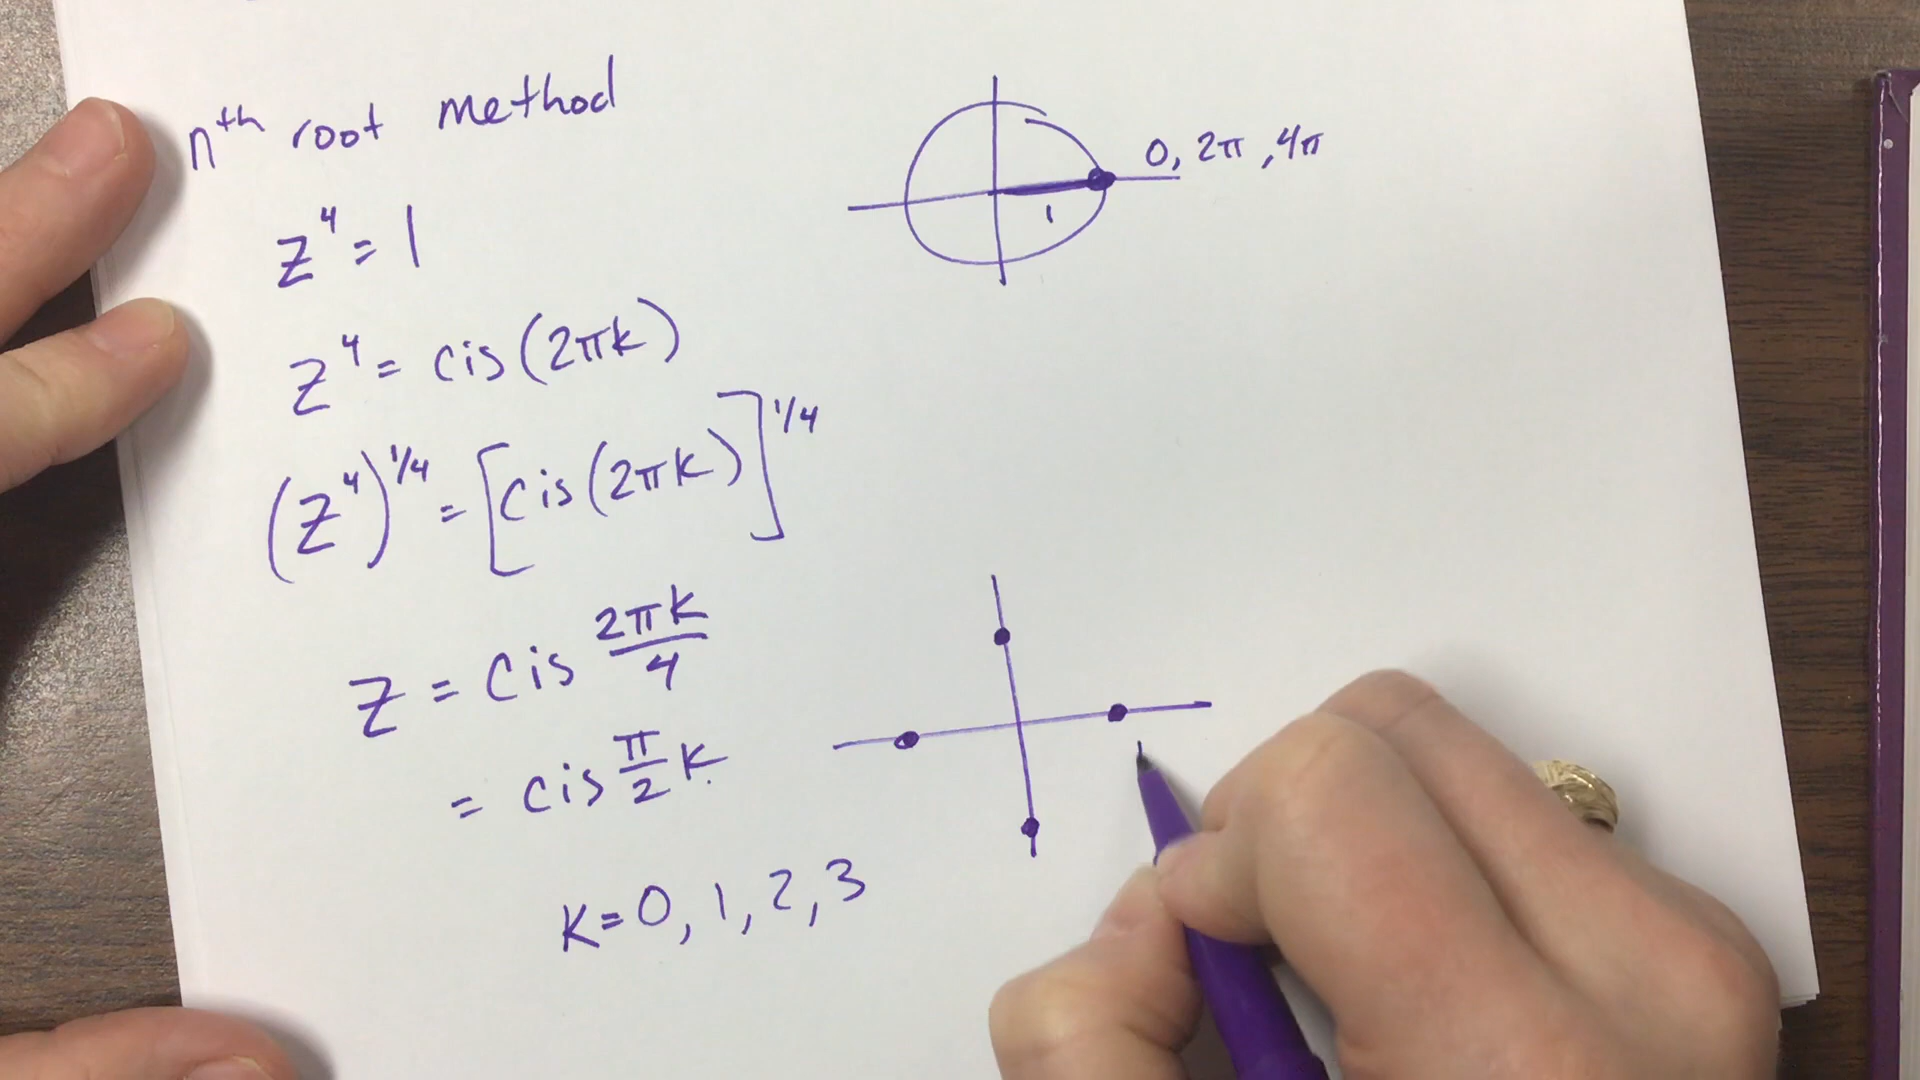 nᵗʰ root method
0, 2π, 4π
1
z⁴ = 1
z⁴ = cis(2πk)
(z⁴)^1/4 = [cis(2πk)]^1/4
z = cis 2πk/4
= cis π/2 k
k=0, 1, 2, 3